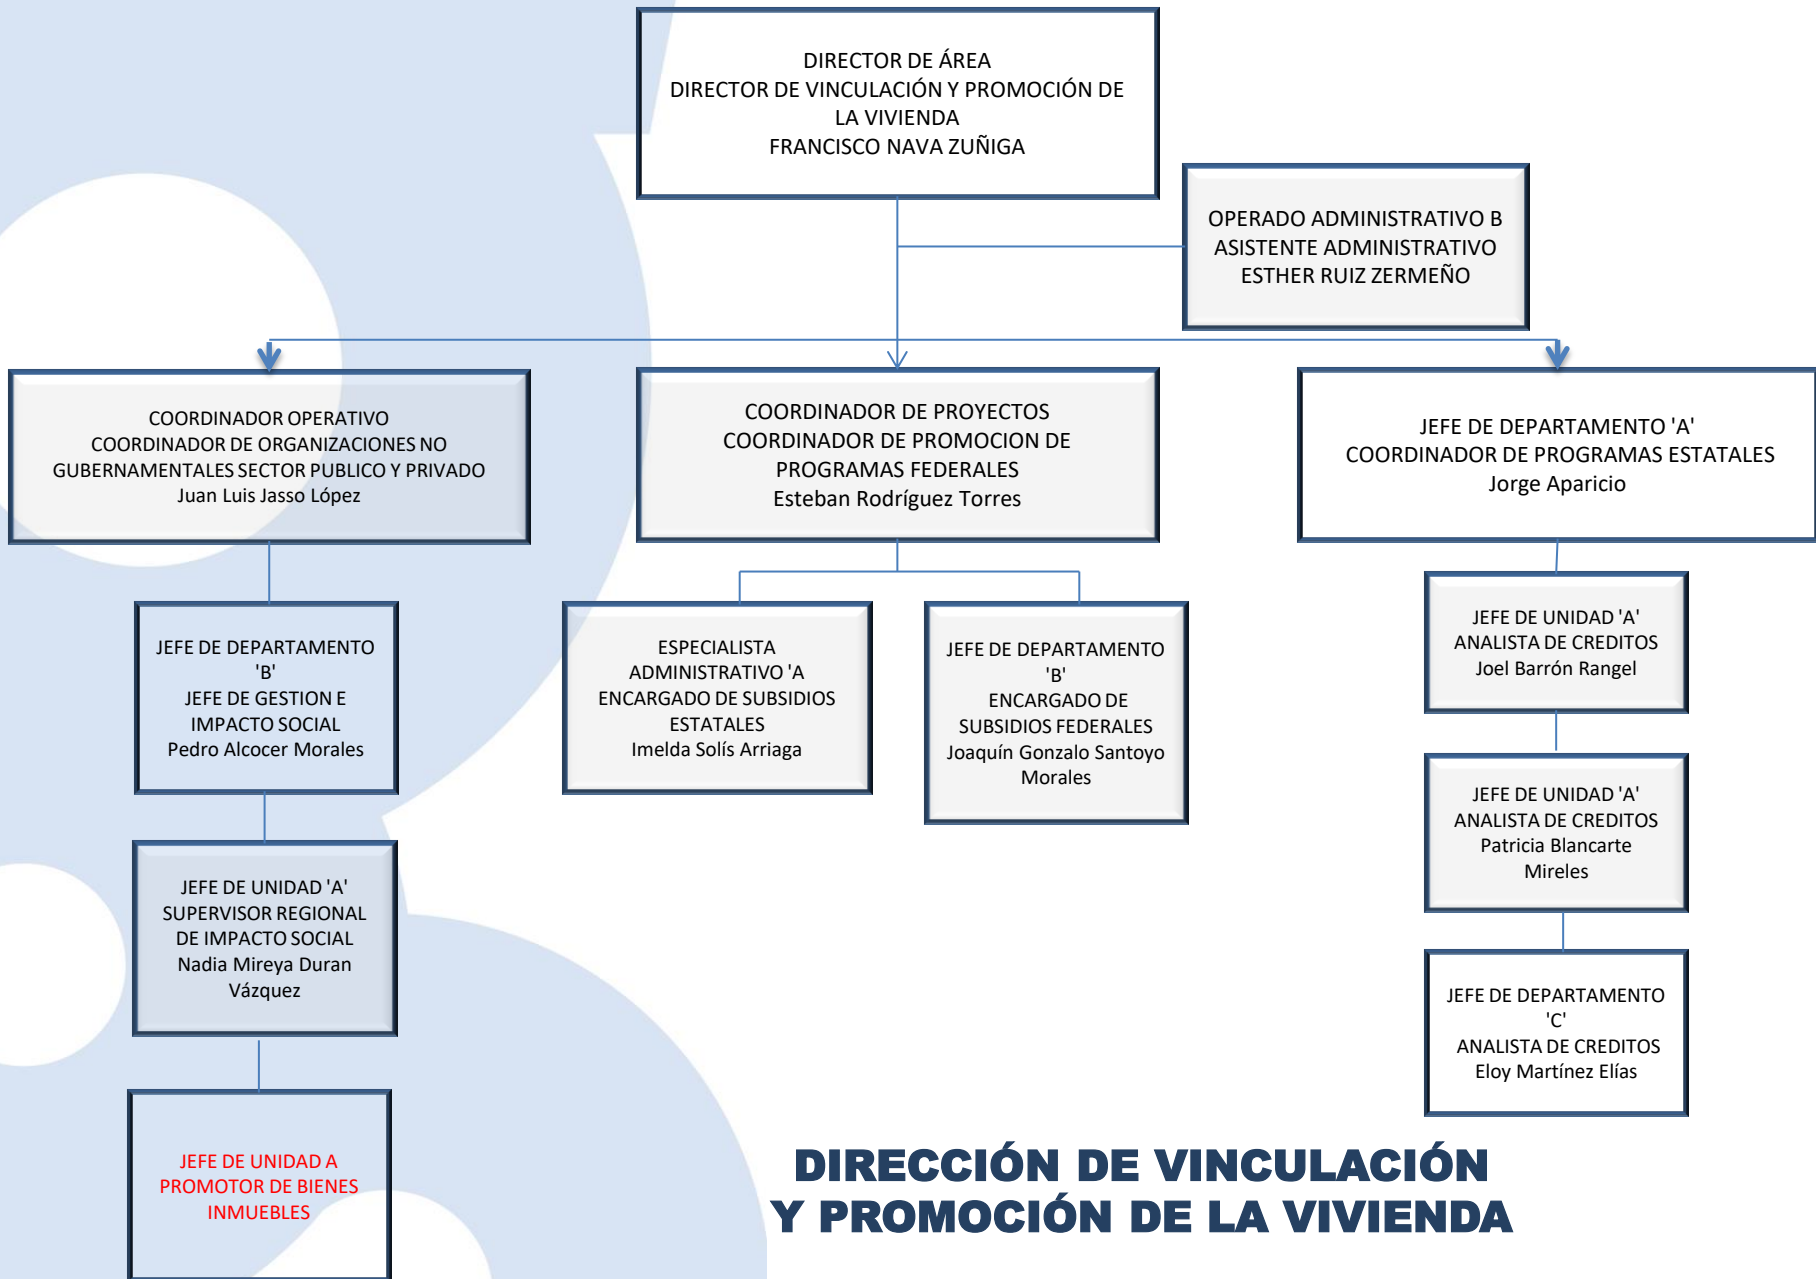 DIRECTOR DE ÁREA
DIRECTOR DE VINCULACIÓN Y PROMOCIÓN DE
LA VIVIENDA
FRANCISCO NAVA ZUÑIGA
OPERADO ADMINISTRATIVO B
ASISTENTE ADMINISTRATIVO
ESTHER RUIZ ZERMEÑO
COORDINADOR OPERATIVO
COORDINADOR DE ORGANIZACIONES NO
GUBERNAMENTALES SECTOR PUBLICO Y PRIVADO
Juan Luis Jasso López
COORDINADOR DE PROYECTOS
COORDINADOR DE PROMOCION DE
PROGRAMAS FEDERALES
Esteban Rodríguez Torres
JEFE DE DEPARTAMENTO 'A'
COORDINADOR DE PROGRAMAS ESTATALES
Jorge Aparicio
JEFE DE DEPARTAMENTO
'B'
JEFE DE GESTION E
IMPACTO SOCIAL
Pedro Alcocer Morales
ESPECIALISTA
ADMINISTRATIVO 'A
ENCARGADO DE SUBSIDIOS
ESTATALES
Imelda Solís Arriaga
JEFE DE DEPARTAMENTO
'B'
ENCARGADO DE
SUBSIDIOS FEDERALES
Joaquín Gonzalo Santoyo
Morales
JEFE DE UNIDAD 'A'
ANALISTA DE CREDITOS
Joel Barrón Rangel
JEFE DE UNIDAD 'A'
ANALISTA DE CREDITOS
Patricia Blancarte
Mireles
JEFE DE UNIDAD 'A'
SUPERVISOR REGIONAL
DE IMPACTO SOCIAL
Nadia Mireya Duran
Vázquez
JEFE DE DEPARTAMENTO
'C'
ANALISTA DE CREDITOS
Eloy Martínez Elías
JEFE DE UNIDAD A
PROMOTOR DE BIENES
INMUEBLES
DIRECCIÓN DE VINCULACIÓN
Y PROMOCIÓN DE LA VIVIENDA